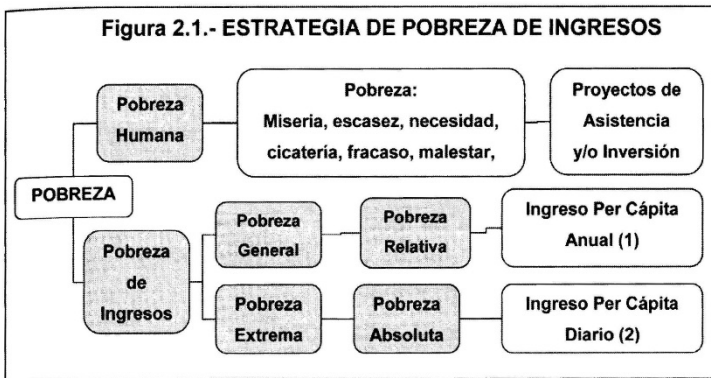 Figura 2.1.- ESTRATEGIA DE POBREZA DE INGRESOS
Pobreza
Humana
Pobreza:
Miseria, escasez, necesidad,
cicatería, fracaso, malestar,
Proyectos de
Asistencia
y/o Inversión
POBREZA
Pobreza
de
Ingresos
Pobreza
General
Pobreza
Relativa
Ingreso Per Cápita
Anual (1)
Pobreza
Extrema
Pobreza
Absoluta
Ingreso Per Cápita
Diario (2)